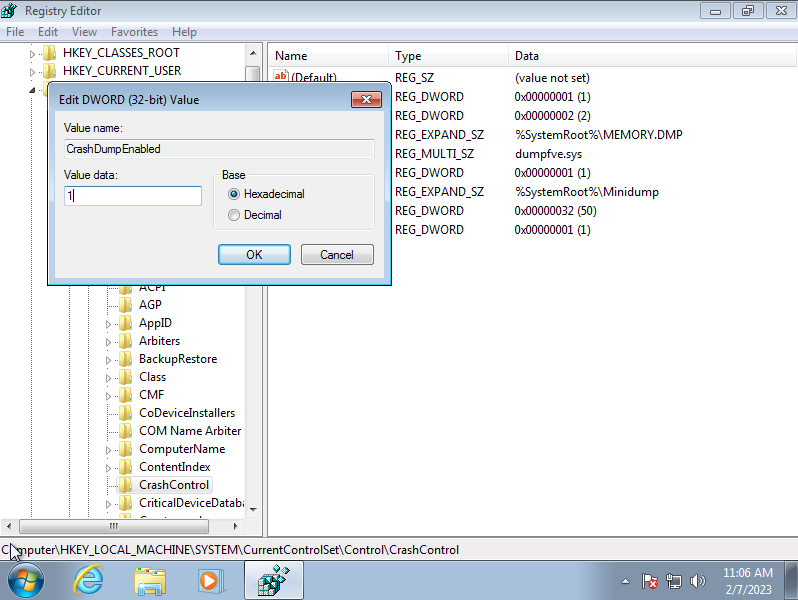 Registry Editor
File Edit View Favorites Help
HKEY_CLASSES_ROOT
HKEY_CURRENT_USER
Name Type Data
ab (Default) REG_SZ (value not set)
REG_DWORD 0x00000001 (1)
REG_DWORD 0x00000002 (2)
REG_EXPAND_SZ %SystemRoot%\MEMORY.DMP
REG_MULTI_SZ dumpfve.sys
REG_DWORD 0x00000001 (1)
REG_EXPAND_SZ %SystemRoot%\Minidump
REG_DWORD 0x00000032 (50)
REG_DWORD 0x00000001 (1)
Edit DWORD (32-bit) Value
Value name:
CrashDumpEnabled
Value data:
1
Base
Hexadecimal
Decimal
OK Cancel
ACPI
AGP
AppID
Arbiters
BackupRestore
Class
CMF
CoDeviceInstallers
COM Name Arbiter
ComputerName
ContentIndex
CrashControl
CriticalDeviceDataba
Computer\HKEY_LOCAL_MACHINE\SYSTEM\CurrentControlSet\Control\CrashControl
11:06 AM
2/7/2023